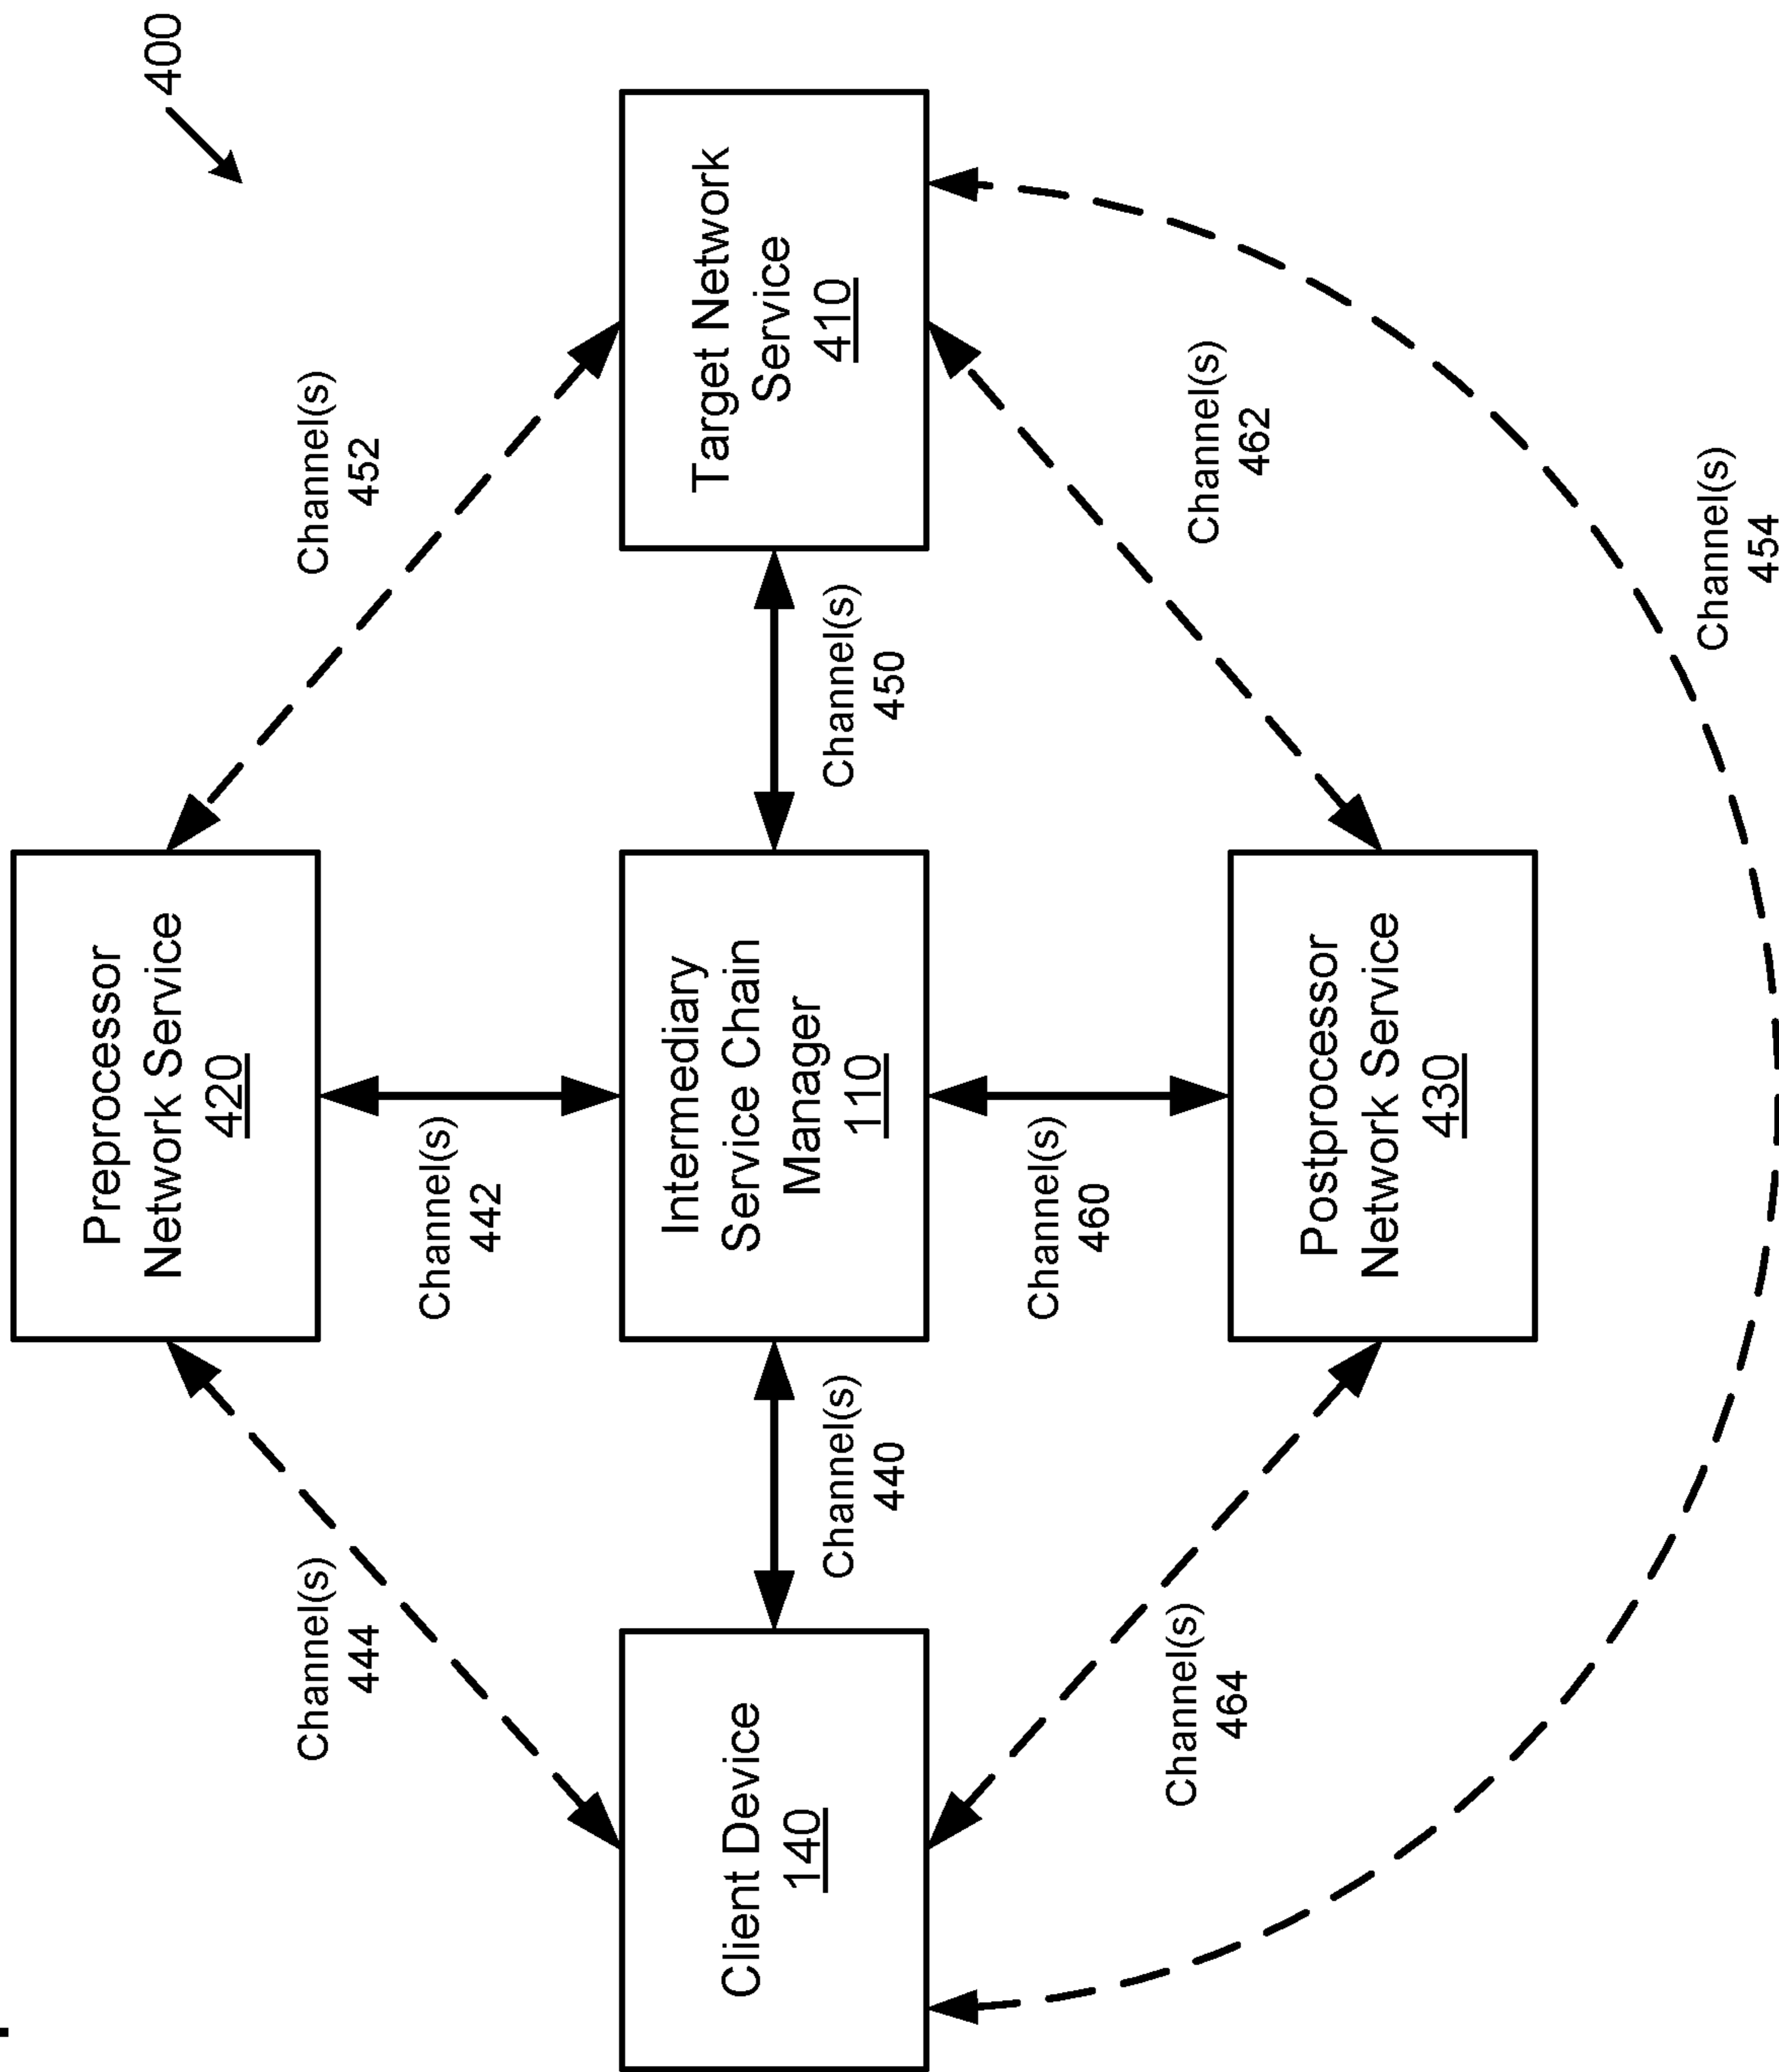 400
Preprocessor
Network Service
420
Channel(s)
444
Channel(s)
452
Channel(s)
442
Client Device
140
Channel(s)
440
Intermediary
Service Chain
Manager
110
Channel(s)
450
Target Network
Service
410
Channel(s)
460
Channel(s)
464
Channel(s)
462
Postprocessor
Network Service
430
Channel(s)
454